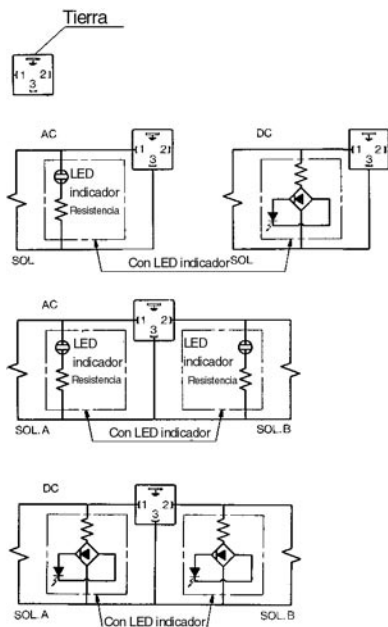 Tierra
1 2
3
AC
1 2
3
LED
indicador
Resistencia
SOL
DC
1 2
3
SOL
Con LED indicador
AC
1 2
3
LED
indicador
Resistencia
LED
indicador
Resistencia
SOL. A
Con LED indicador
SOL. B
DC
1 2
3
SOL. A
Con LED indicador
SOL. B